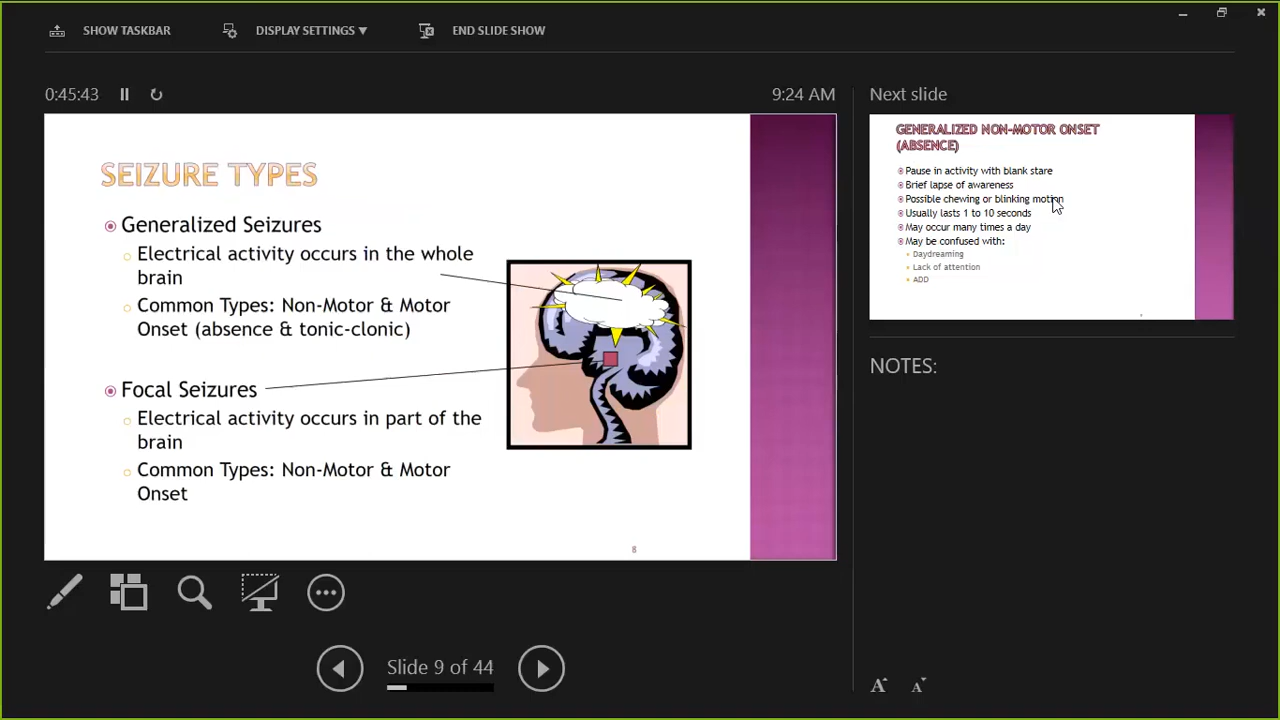 SHOW TASKBAR
DISPLAY SETTINGS ▼
END SLIDE SHOW
0:45:43
9:24 AM
SEIZURE TYPES
Generalized Seizures
Electrical activity occurs in the whole
brain
Common Types: Non-Motor & Motor
Onset (absence & tonic-clonic)
Focal Seizures
Electrical activity occurs in part of the
brain
Common Types: Non-Motor & Motor
Onset
8
Slide 9 of 44
Next slide
GENERALIZED NON-MOTOR ONSET
(ABSENCE)
Pause in activity with blank stare
Brief lapse of awareness
Possible chewing or blinking motion
Usually lasts 1 to 10 seconds
May occur many times a day
May be confused with:
Daydreaming
Lack of attention
ADD
NOTES:
A A